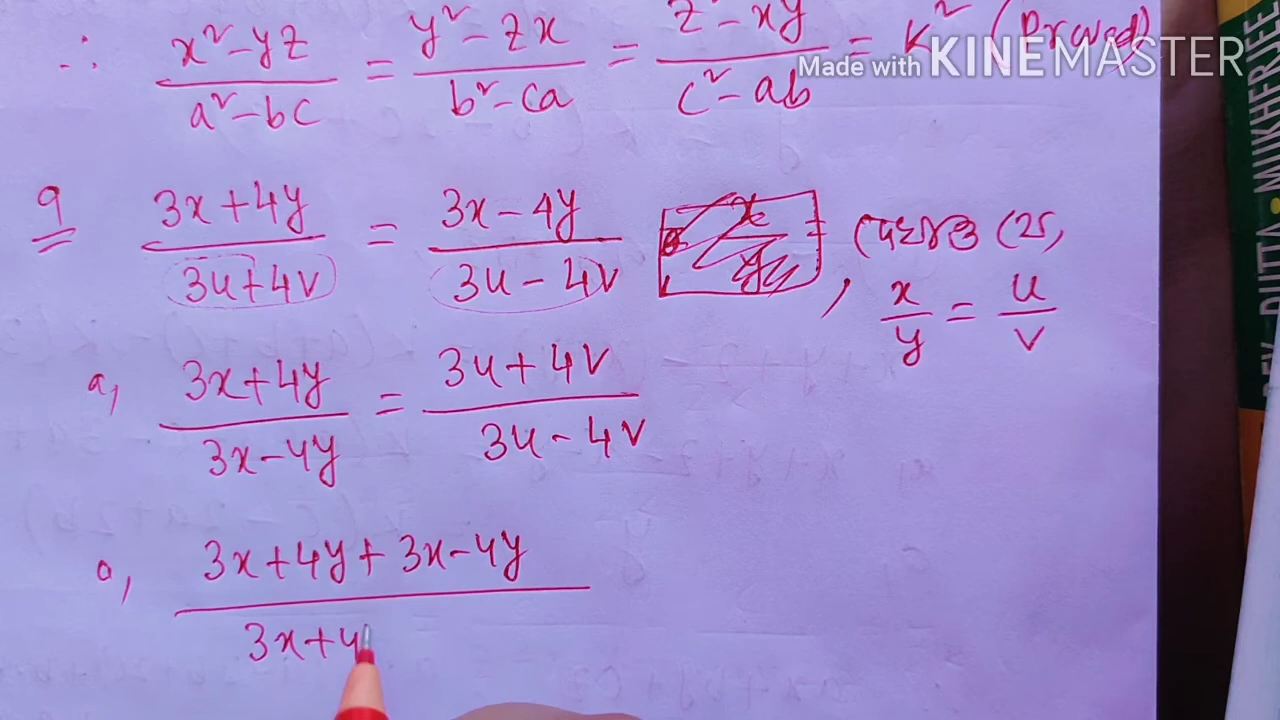 ∴ x²-yz/a²-bc = y²-zx/b²-ca = z²-xy/c²-ab = K² (Proved)
Made with KINEMASTER
9 3x+4y/3u+4v = 3x-4y/3u-4v , দেখাও যে, x/y = u/v
বা, 3x+4y/3x-4y = 3u+4v/3u-4v
বা, 3x+4y+3x-4y/3x+4
DUTTA • MUKHERJEE